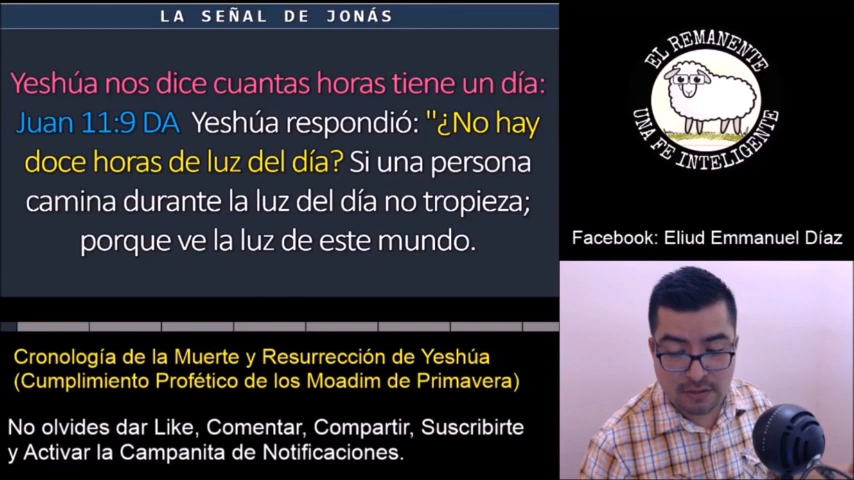 LA SEÑAL DE JONÁS
Yeshúa nos dice cuantas horas tiene un día:
Juan 11:9 DA Yeshúa respondió: "¿No hay
doce horas de luz del día? Si una persona
camina durante la luz del día no tropieza;
porque ve la luz de este mundo.
EL REMANENTE
UNA FE INTELIGENTE
Facebook: Eliud Emmanuel Díaz
Cronología de la Muerte y Resurrección de Yeshúa
(Cumplimiento Profético de los Moadim de Primavera)
No olvides dar Like, Comentar, Compartir, Suscribirte
y Activar la Campanita de Notificaciones.